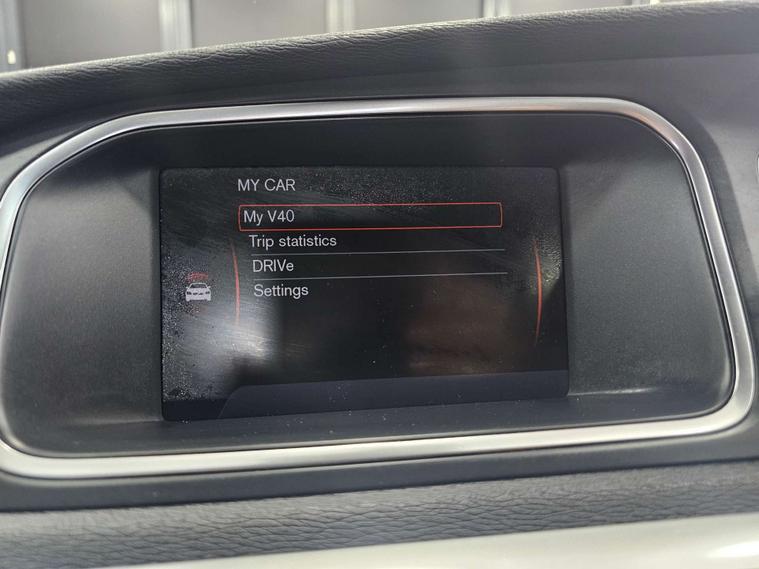 MY CAR
My V40
Trip statistics
DRIVe
Settings